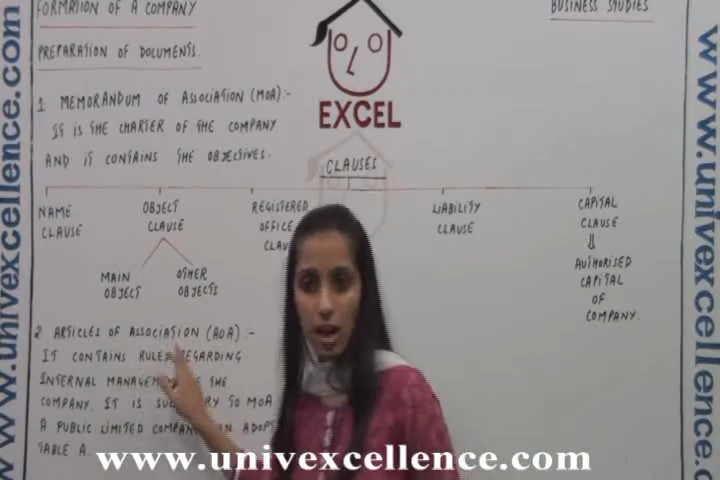 FORMATION OF A COMPANY
BUSINESS STUDIES
PREPARATION OF DOCUMENTS.
EXCEL
1 MEMORANDUM OF ASSOCIATION (MOA):-
IT IS THE CHARTER OF THE COMPANY
AND IT CONTAINS THE OBJECTIVES.
CLAUSES
NAME CLAUSE
OBJECT CLAUSE
REGISTERED OFFICE
LIABILITY CLAUSE
CAPITAL CLAUSE
MAIN OBJECT
OTHER OBJECTS
AUTHORISED CAPITAL OF COMPANY.
2 ARTICLES OF ASSOCIATION (AOA) -
IT CONTAINS RULES REGARDING
INTERNAL THE
COMPANY. IT IS TO MOA
A PUBLIC LIMITED
TABLE A.
www.univexcellence.com
www.univexcellence.com
www.univexcellence.com